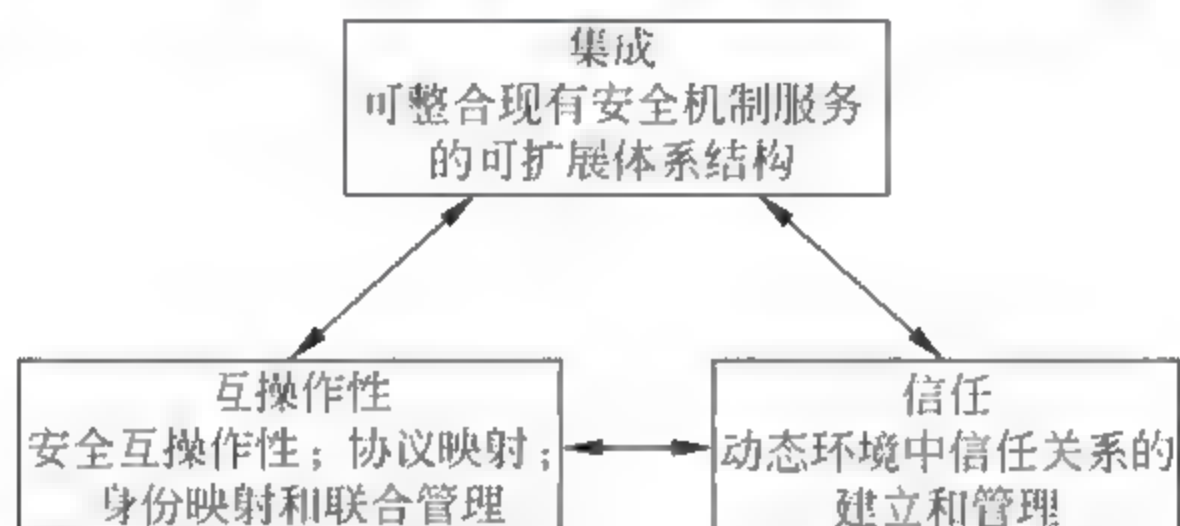 集成
可整合现有安全机制服务
的可扩展体系结构
互操作性
安全互操作性；协议映射；
身份映射和联合管理
信任
动态环境中信任关系的
建立和管理